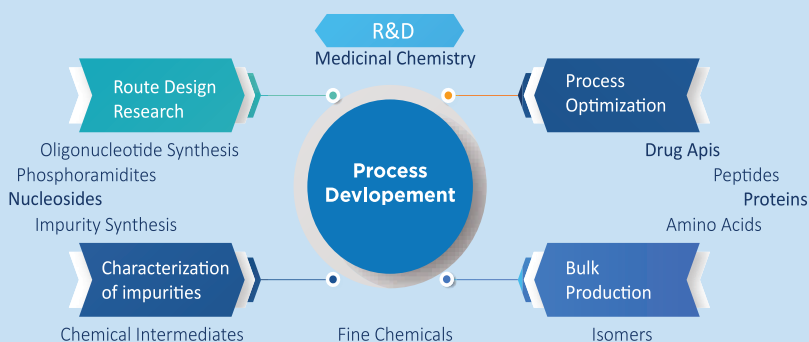 R&D
Medicinal Chemistry
Route Design
Research
Process
Optimization
Oligonucleotide Synthesis
Phosphoramidites
Nucleosides
Impurity Synthesis
Process
Devlopement
Drug Apis
Peptides
Proteins
Amino Acids
Characterization
of impurities
Bulk
Production
Chemical Intermediates
Fine Chemicals
Isomers